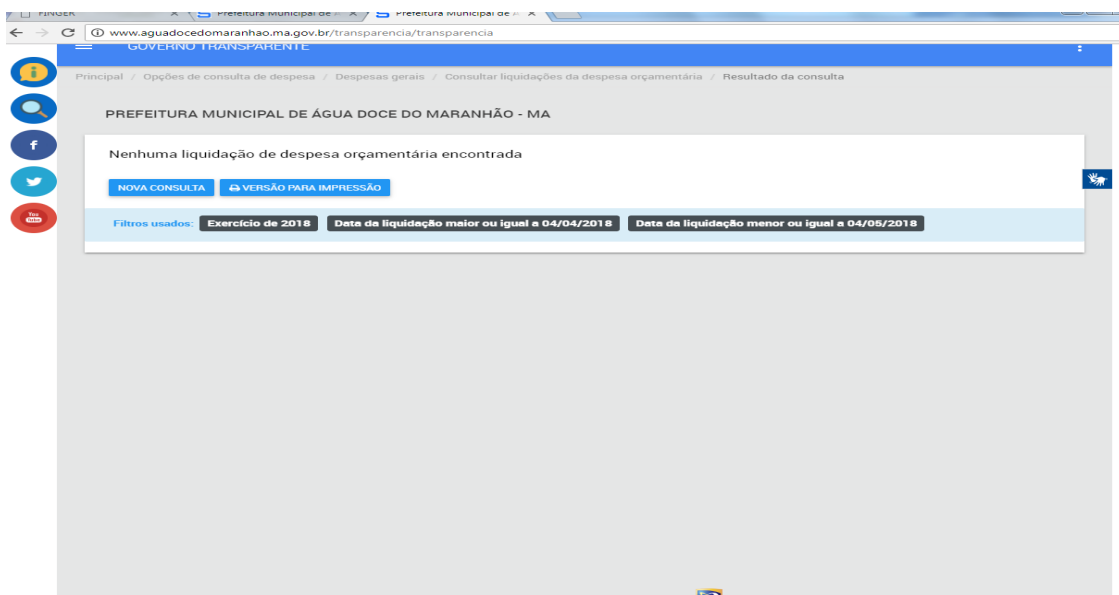 FINGER
Prefeitura Municipal de
Prefeitura Municipal de
www.aguadocedomaranhao.ma.gov.br/transparencia/transparencia
GOVERNO TRANSPARENTE
Principal / Opções de consulta de despesa / Despesas gerais / Consultar liquidações da despesa orçamentária / Resultado da consulta
PREFEITURA MUNICIPAL DE ÁGUA DOCE DO MARANHÃO - MA
Nenhuma liquidação de despesa orçamentária encontrada
NOVA CONSULTA VERSÃO PARA IMPRESSÃO
Filtros usados: Exercício de 2018 Data da liquidação maior ou igual a 04/04/2018 Data da liquidação menor ou igual a 04/05/2018